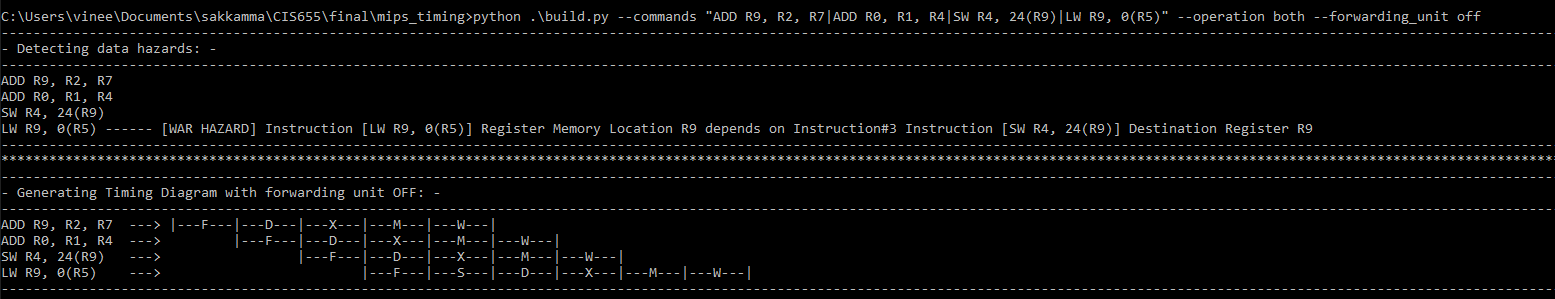 C:\Users\vinee\Documents\sakkamma\CIS655\final\mips_timing>python .\build.py --commands "ADD R9, R2, R7|ADD R0, R1, R4|SW R4, 24(R9)|LW R9, 0(R5)" --operation both --forwarding_unit off
--------------------------------------------------------------------------------------------------------------------------------------------------------------------------------------------------
- Detecting data hazards: -
--------------------------------------------------------------------------------------------------------------------------------------------------------------------------------------------------
ADD R9, R2, R7
ADD R0, R1, R4
SW R4, 24(R9)
LW R9, 0(R5) ------ [WAR HAZARD] Instruction [LW R9, 0(R5)] Register Memory Location R9 depends on Instruction#3 Instruction [SW R4, 24(R9)] Destination Register R9
--------------------------------------------------------------------------------------------------------------------------------------------------------------------------------------------------
**************************************************************************************************************************************************************************************************
--------------------------------------------------------------------------------------------------------------------------------------------------------------------------------------------------
- Generating Timing Diagram with forwarding unit OFF: -
--------------------------------------------------------------------------------------------------------------------------------------------------------------------------------------------------
ADD R9, R2, R7  ---> |---F---|---D---|---X---|---M---|---W---|
ADD R0, R1, R4  --->         |---F---|---D---|---X---|---M---|---W---|
SW R4, 24(R9)   --->                 |---F---|---D---|---X---|---M---|---W---|
LW R9, 0(R5)    --->                         |---F---|---S---|---D---|---X---|---M---|---W---|
--------------------------------------------------------------------------------------------------------------------------------------------------------------------------------------------------